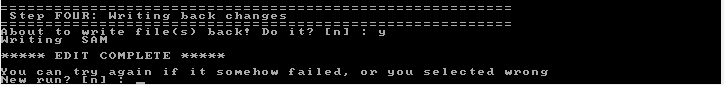 =========================================================
 Step FOUR: Writing back changes
=========================================================
About to write file(s) back! Do it? [n] : y
Writing  SAM
***** EDIT COMPLETE *****
You can try again if it somehow failed, or you selected wrong
New run? [n] : _